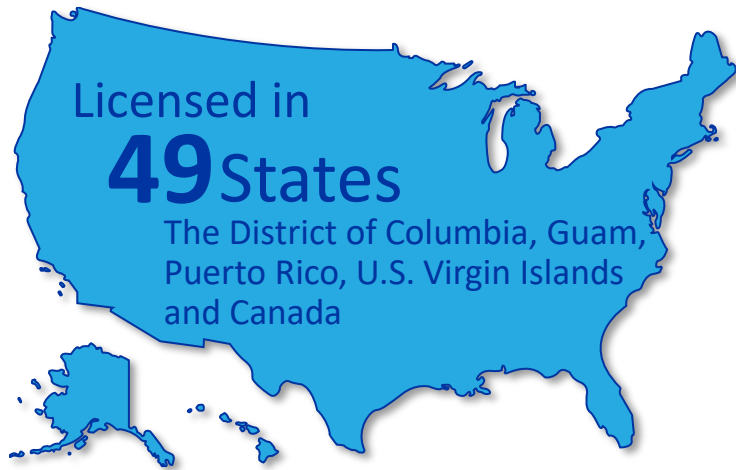 Licensed in
49 States
The District of Columbia, Guam,
Puerto Rico, U.S. Virgin Islands
and Canada